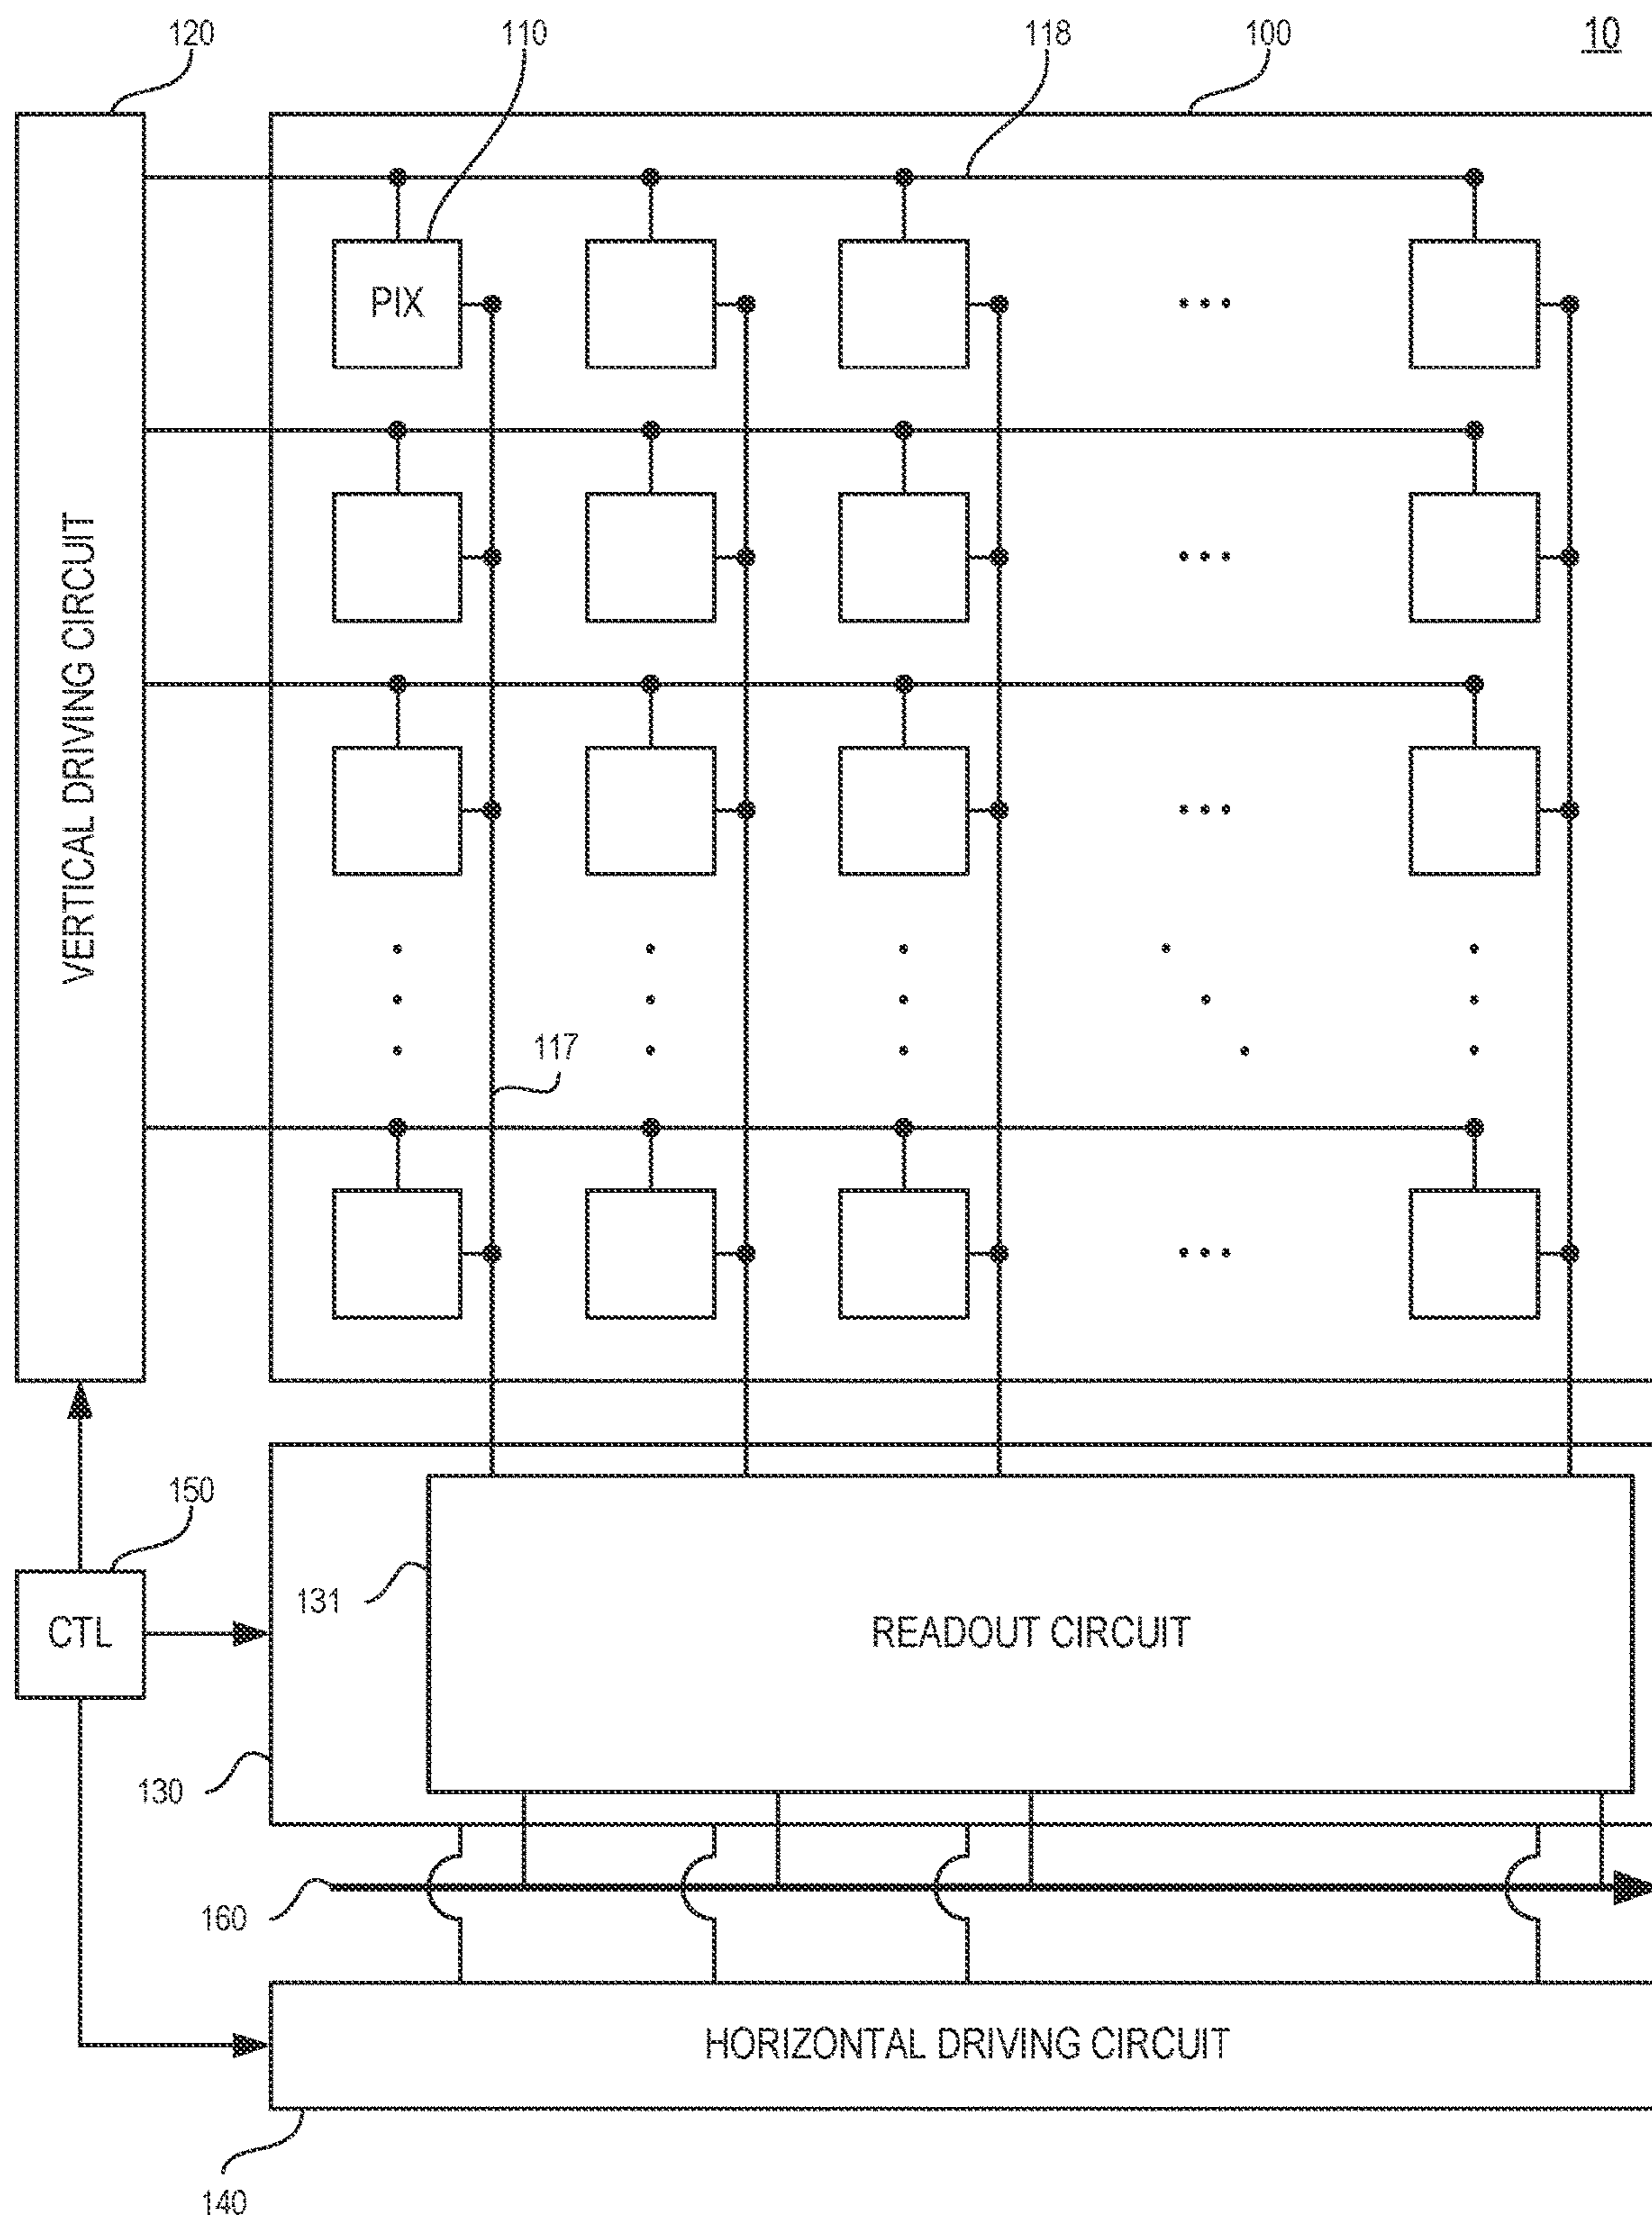 120
110
118
100
10
PIX
VERTICAL DRIVING CIRCUIT
117
150
CTL
131
READOUT CIRCUIT
130
160
HORIZONTAL DRIVING CIRCUIT
140